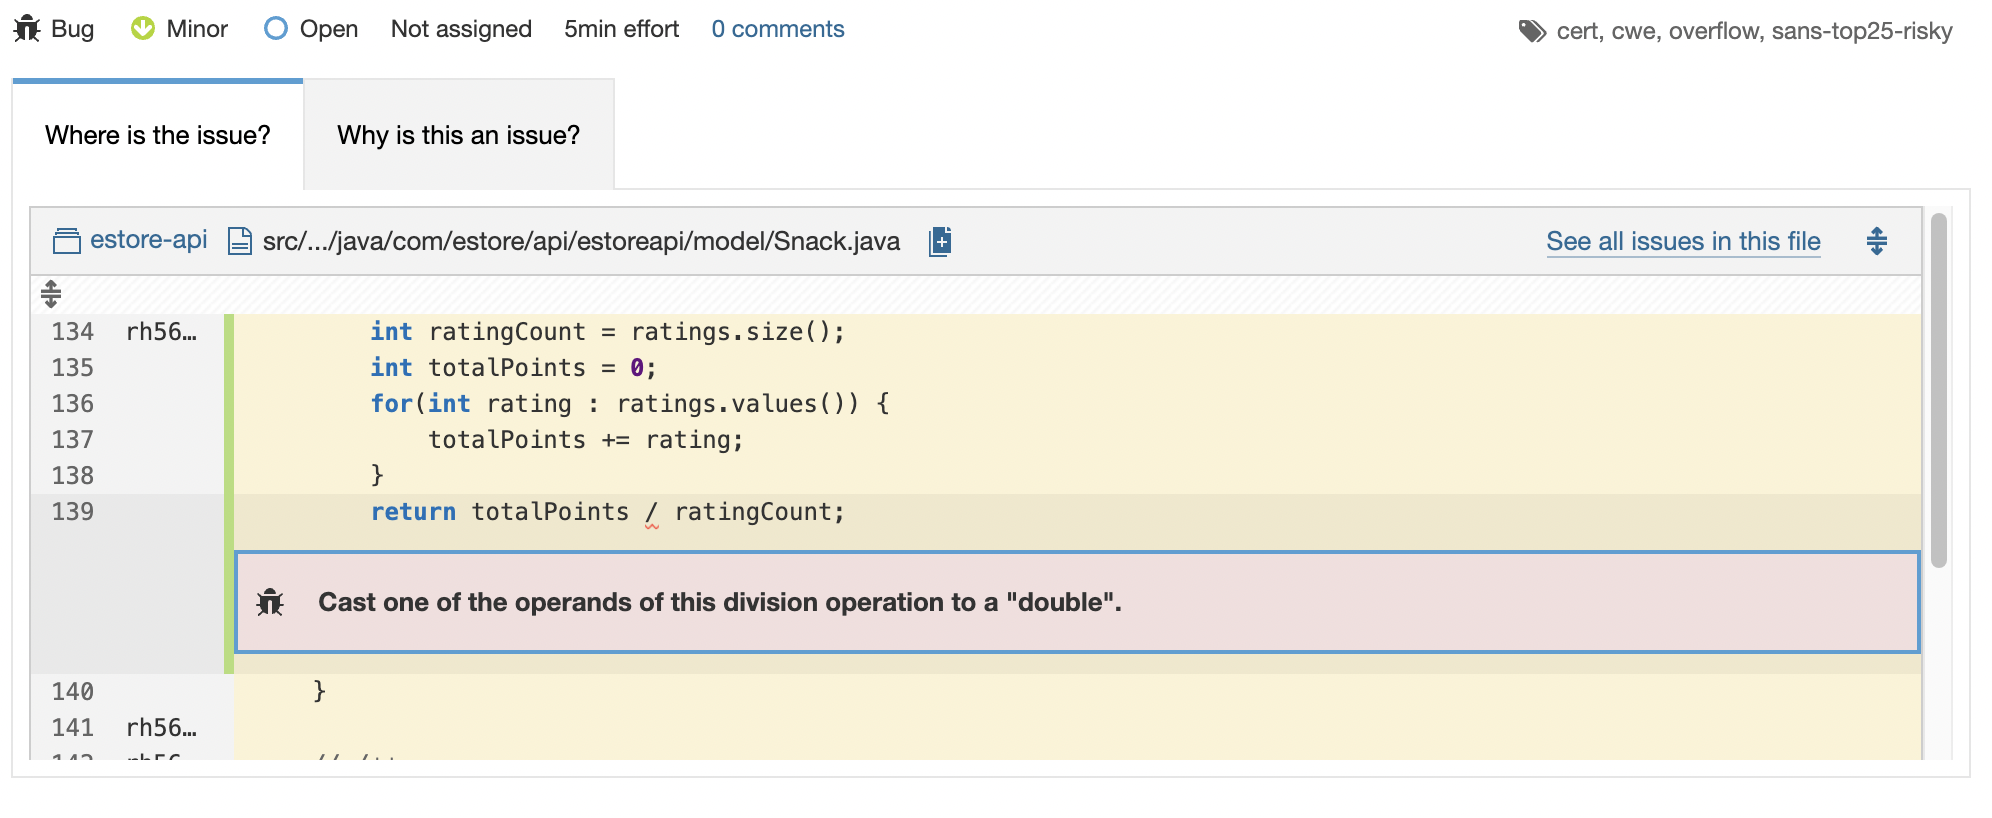 Bug Minor Open Not assigned 5min effort 0 comments cert, cwe, overflow, sans-top25-risky
Where is the issue? Why is this an issue?
estore-api src/.../java/com/estore/api/estoreapi/model/Snack.java See all issues in this file
134 rh56… int ratingCount = ratings.size();
135 int totalPoints = 0;
136 for(int rating : ratings.values()) {
137 totalPoints += rating;
138 }
139 return totalPoints / ratingCount;
Cast one of the operands of this division operation to a "double".
140 }
141 rh56…